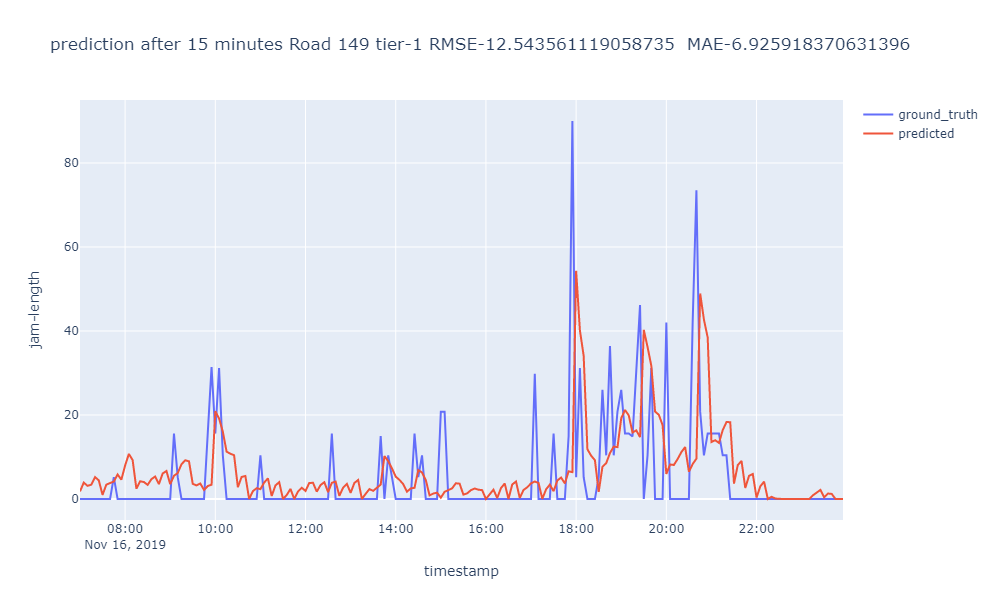 prediction after 15 minutes Road 149 tier-1 RMSE-12.543561119058735  MAE-6.925918370631396
ground_truth
predicted
80
60
40
20
0
jam-length
08:00 10:00 12:00 14:00 16:00 18:00 20:00 22:00
Nov 16, 2019
timestamp